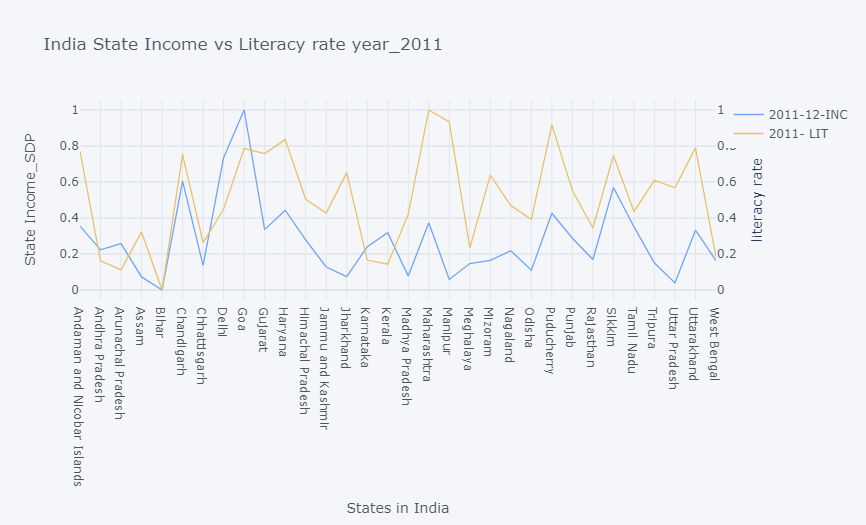 India State Income vs Literacy rate year_2011
State Income_SDP
1
0.8
0.6
0.4
0.2
0
1
0.6
0.4
0.2
0
literacy rate
2011-12-INC
2011- LIT
Andaman and Nicobar Islands
Andhra Pradesh
Arunachal Pradesh
Assam
Bihar
Chandigarh
Chhattisgarh
Delhi
Goa
Gujarat
Haryana
Himachal Pradesh
Jammu and Kashmir
Jharkhand
Karnataka
Kerala
Madhya Pradesh
Maharashtra
Manipur
Meghalaya
Mizoram
Nagaland
Odisha
Puducherry
Punjab
Rajasthan
Sikkim
Tamil Nadu
Tripura
Uttar Pradesh
Uttarakhand
West Bengal
States in India